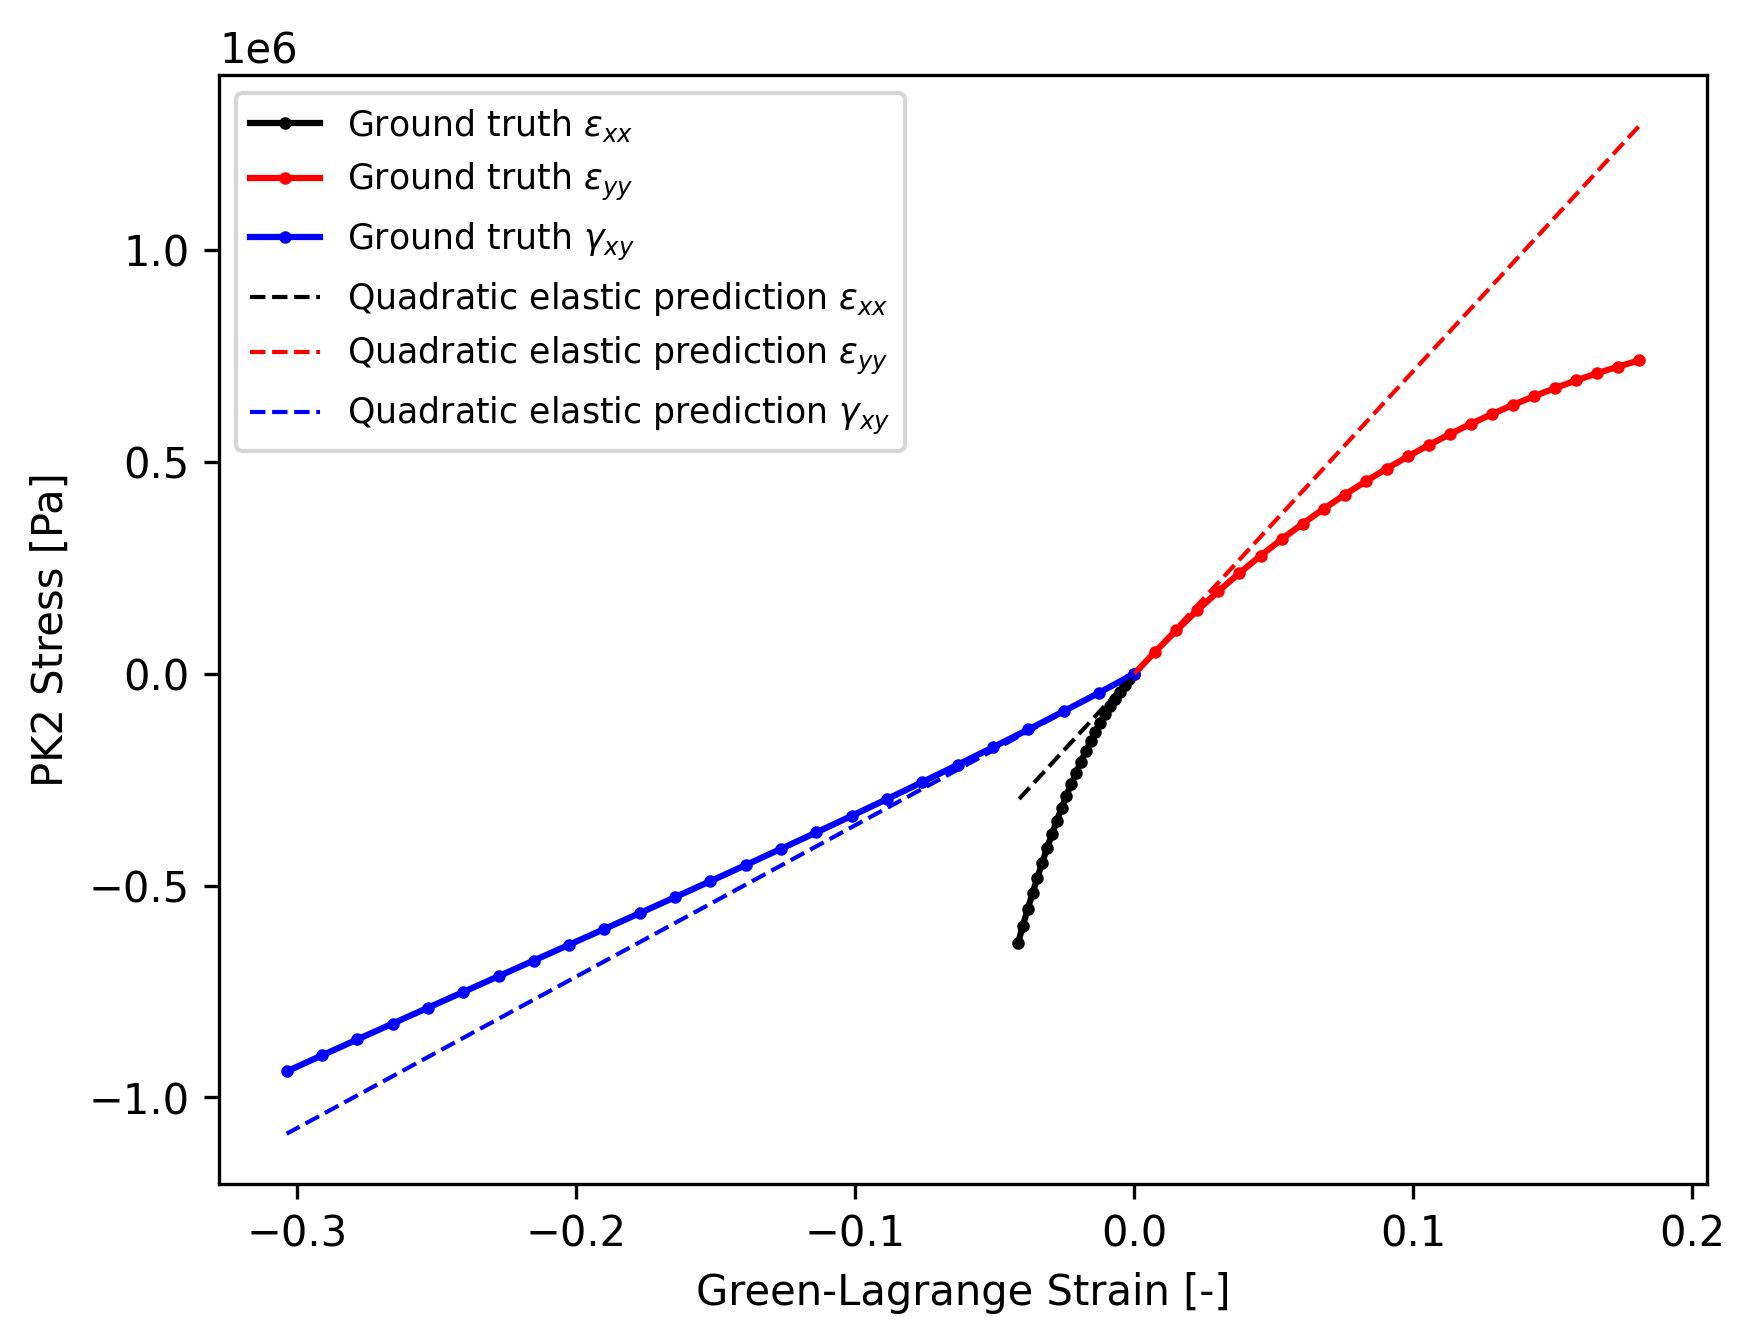 1e6
Ground truth εxx
Ground truth εyy
Ground truth γxy
Quadratic elastic prediction εxx
Quadratic elastic prediction εyy
Quadratic elastic prediction γxy
1.0
0.5
0.0
−0.5
−1.0
PK2 Stress [Pa]
−0.3 −0.2 −0.1 0.0 0.1 0.2
Green-Lagrange Strain [-]